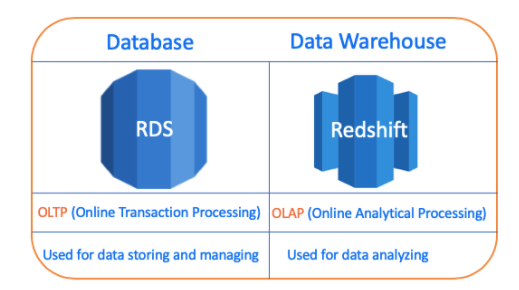 Database
Data Warehouse
RDS
Redshift
OLTP (Online Transaction Processing)
OLAP (Online Analytical Processing)
Used for data storing and managing
Used for data analyzing